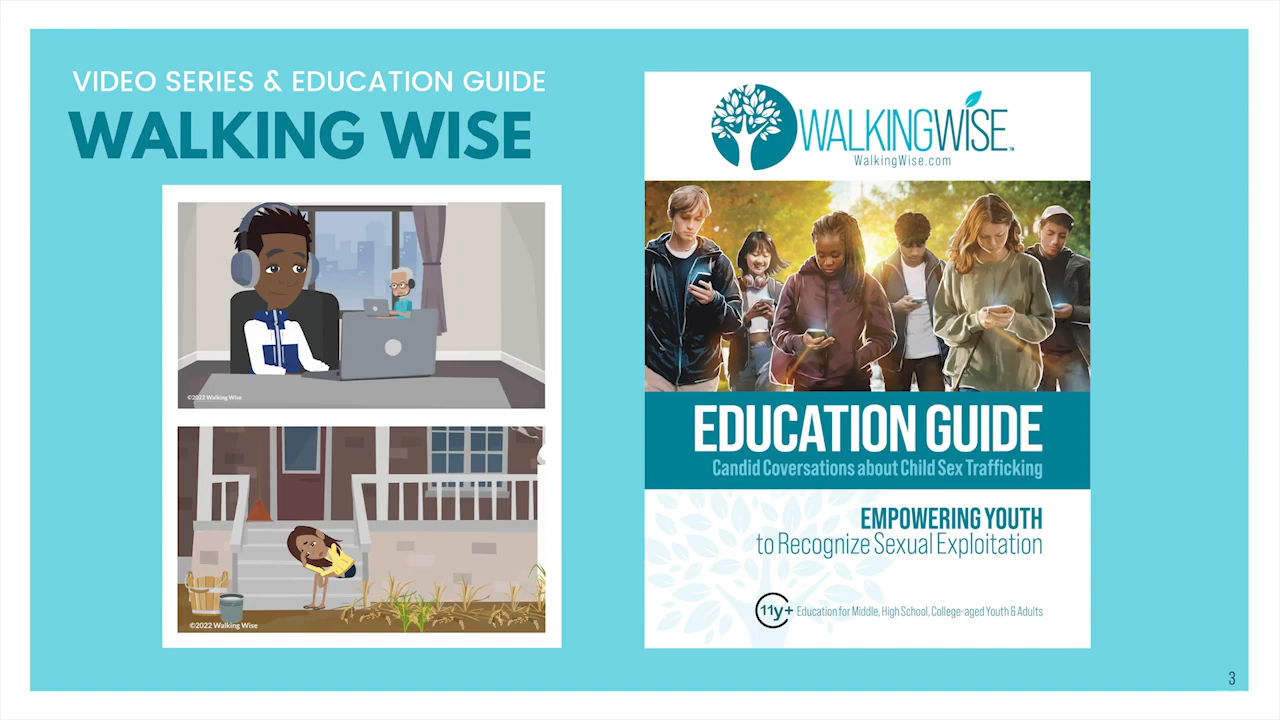 VIDEO SERIES & EDUCATION GUIDE
WALKING WISE
©2022 Walking Wise
©2022 Walking Wise
WALKINGWISE™
WalkingWise.com
EDUCATION GUIDE
Candid Coversations about Child Sex Trafficking
EMPOWERING YOUTH
to Recognize Sexual Exploitation
11y+ Education for Middle, High School, College-aged Youth & Adults
3